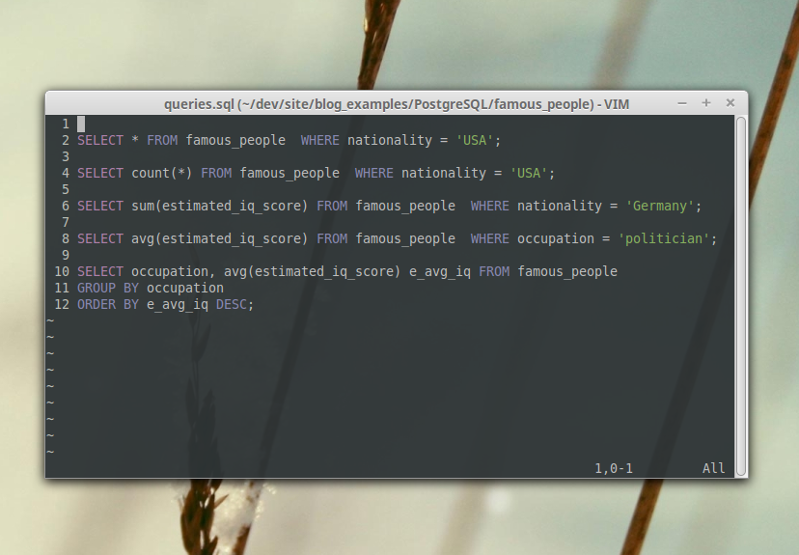 queries.sql (~/dev/site/blog_examples/PostgreSQL/famous_people) - VIM
1
2 SELECT * FROM famous_people  WHERE nationality = 'USA';
3
4 SELECT count(*) FROM famous_people  WHERE nationality = 'USA';
5
6 SELECT sum(estimated_iq_score) FROM famous_people  WHERE nationality = 'Germany';
7
8 SELECT avg(estimated_iq_score) FROM famous_people  WHERE occupation = 'politician';
9
10 SELECT occupation, avg(estimated_iq_score) e_avg_iq FROM famous_people
11 GROUP BY occupation
12 ORDER BY e_avg_iq DESC;
~
~
~
~
~
~
~
~
~
1,0-1 All